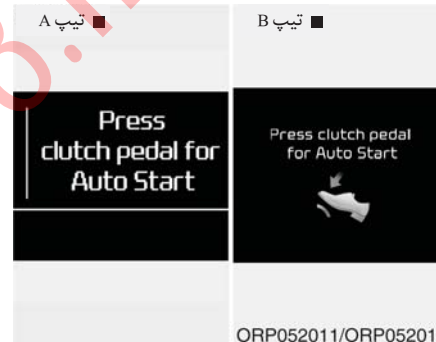 ■ تیپ A
Press
clutch pedal for
Auto Start
■ تیپ B
Press clutch pedal
for Auto Start
ORP052011/ORP05201